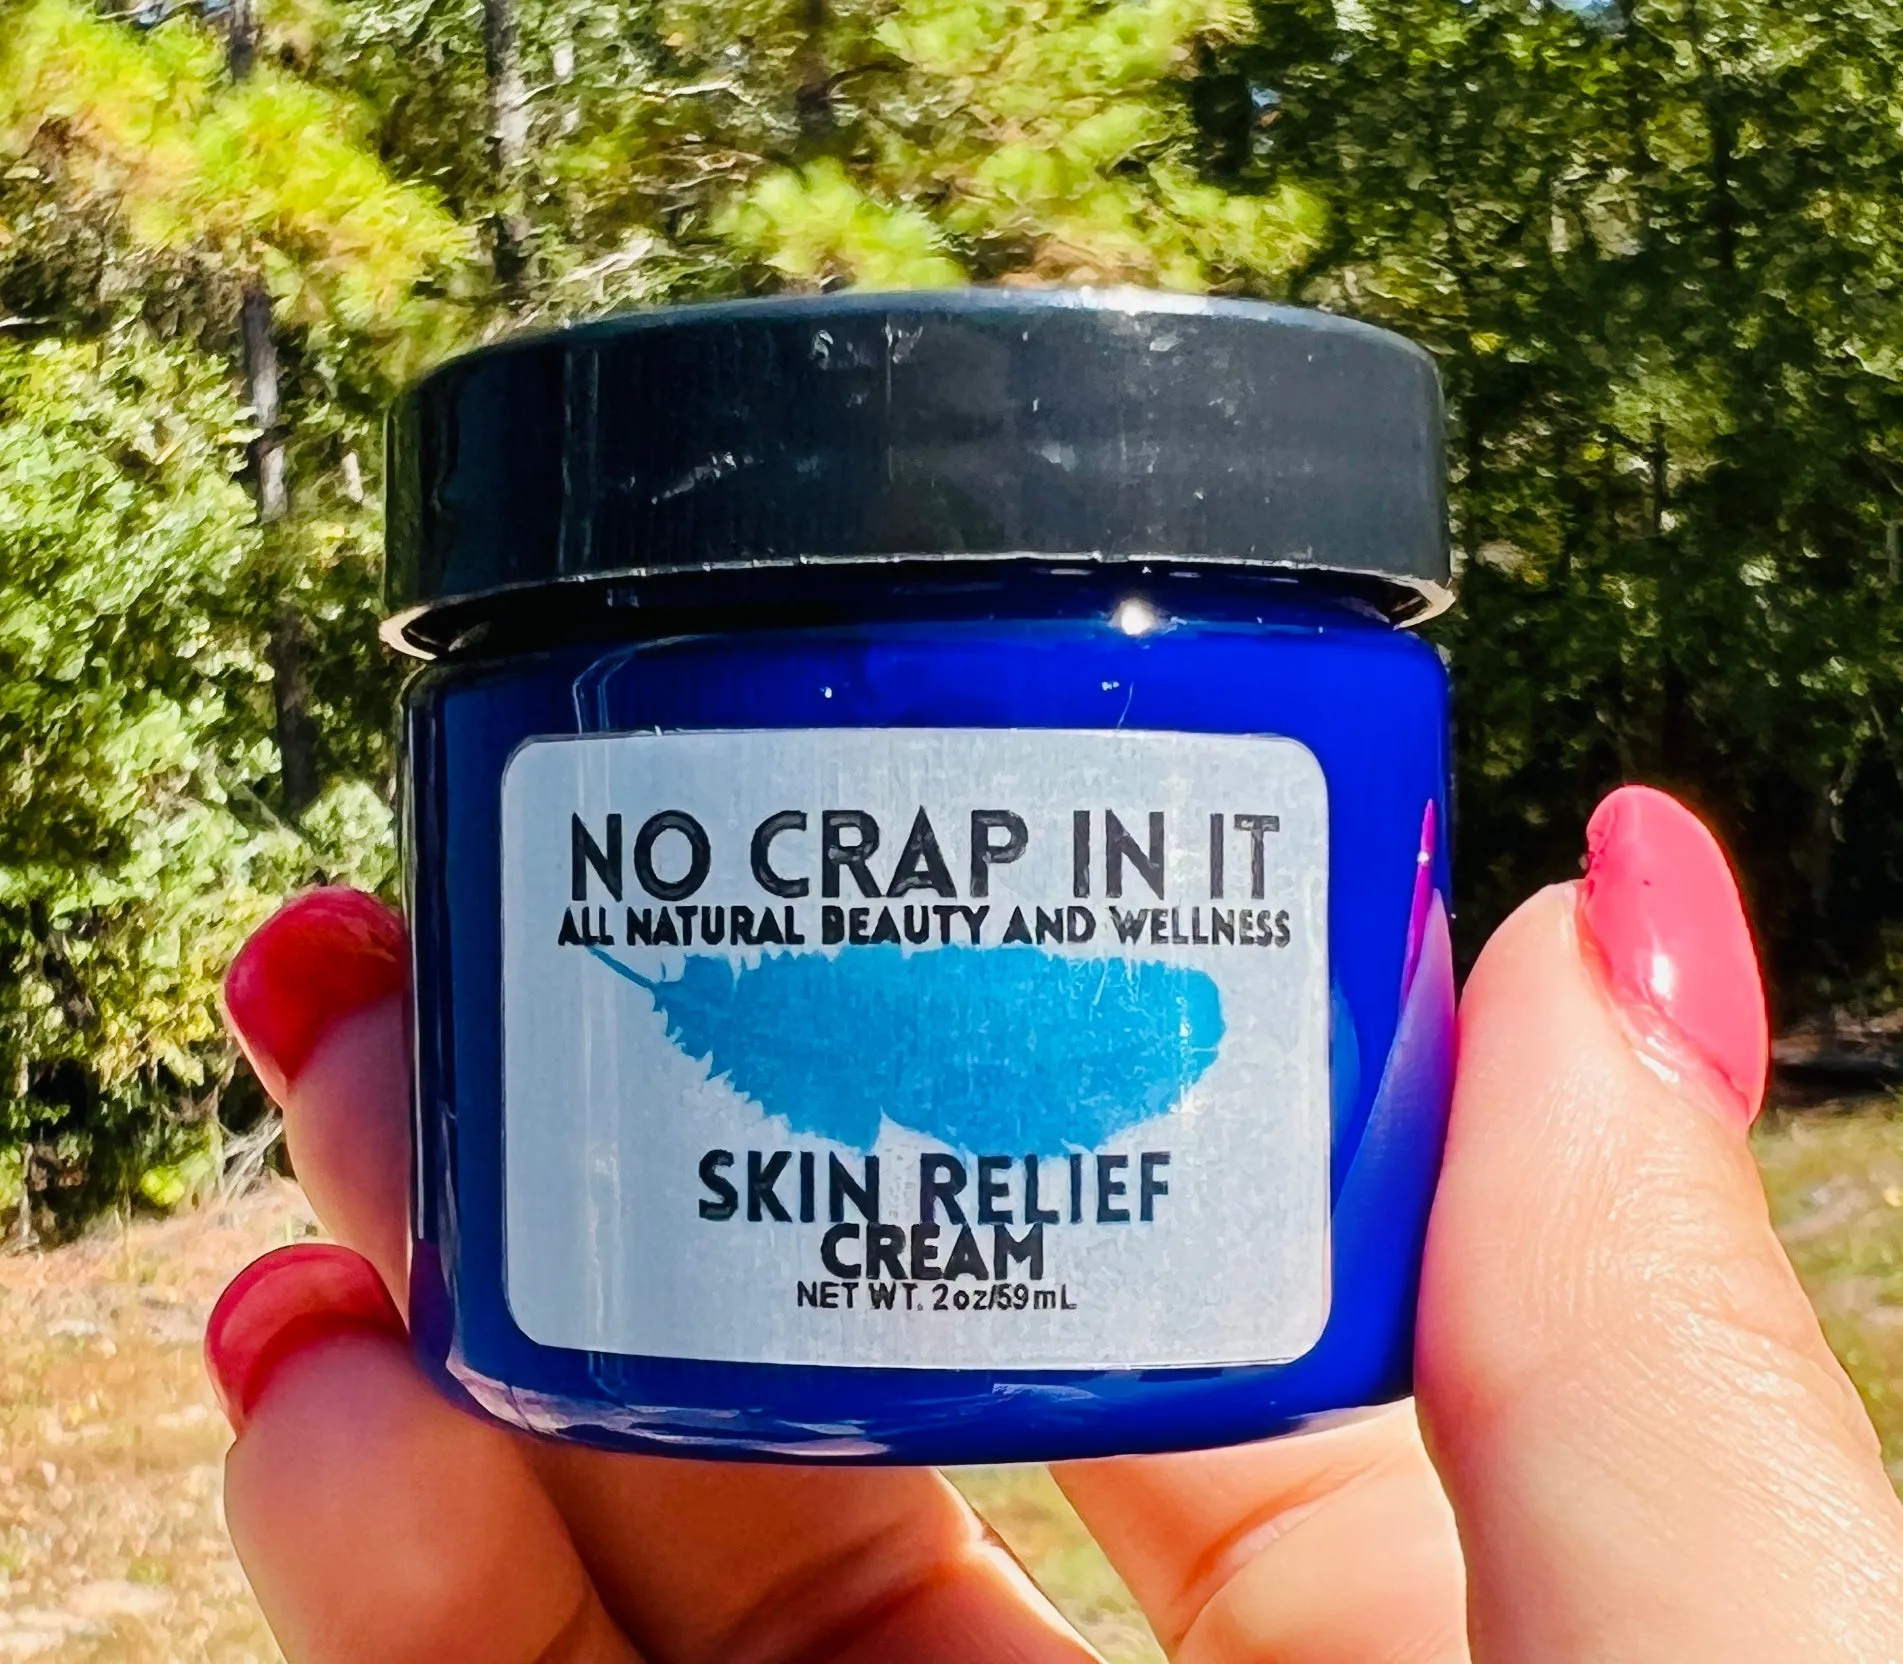 NO CRAP IN IT
ALL NATURAL BEAUTY AND WELLNESS
SKIN RELIEF
CREAM
NET WT. 2oz/59mL